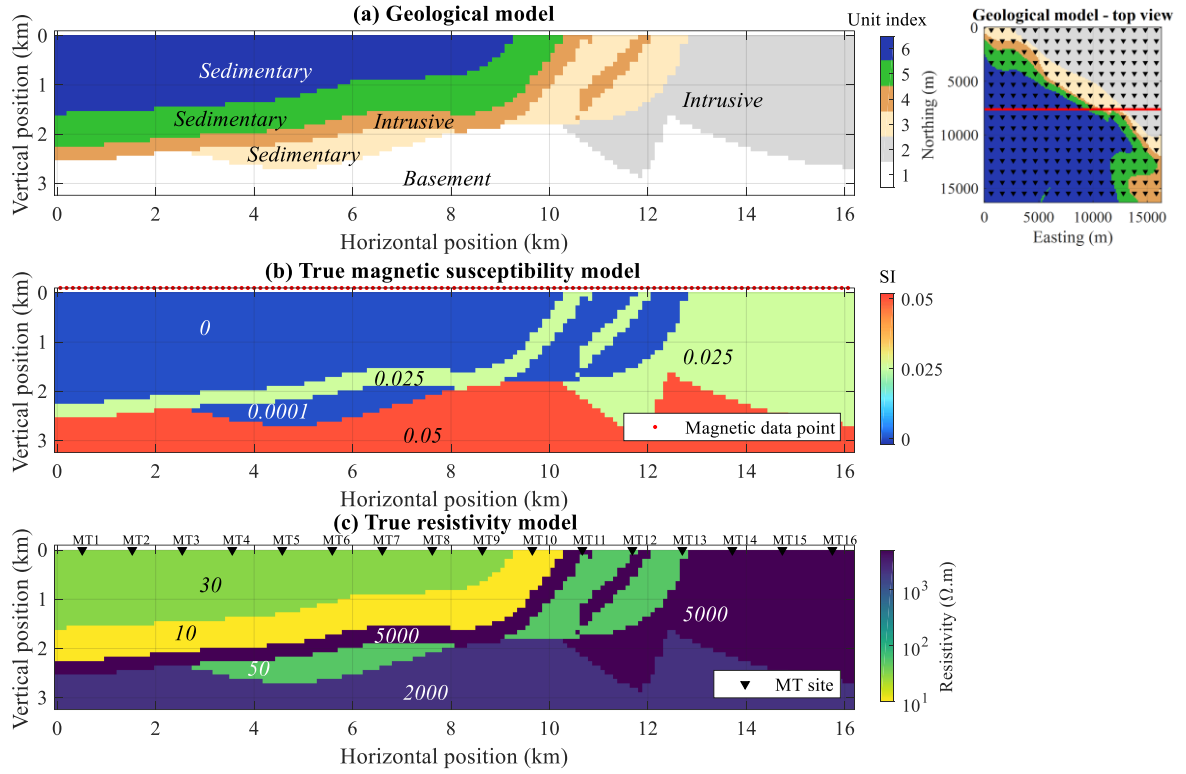 (a) Geological model
Unit index
Geological model - top view
Vertical position (km)
0
1
2
3
Sedimentary
Sedimentary
Intrusive
Sedimentary
Basement
Intrusive
0 2 4 6 8 10 12 14 16
Horizontal position (km)
6
5
4
3
2
1
Northing (m)
0
5000
10000
15000
0 5000 10000 15000
Easting (m)
(b) True magnetic susceptibility model
SI
Vertical position (km)
0
1
2
3
0
0.025
0.0001
0.05
0.025
Magnetic data point
0 2 4 6 8 10 12 14 16
Horizontal position (km)
0.05
0.025
0
(c) True resistivity model
MT1 MT2 MT3 MT4 MT5 MT6 MT7 MT8 MT9 MT10 MT11 MT12 MT13 MT14 MT15 MT16
Vertical position (km)
0
1
2
3
30
10
5000
50
2000
5000
MT site
0 2 4 6 8 10 12 14 16
Horizontal position (km)
10³
10²
10¹
Resistivity (Ω.m)